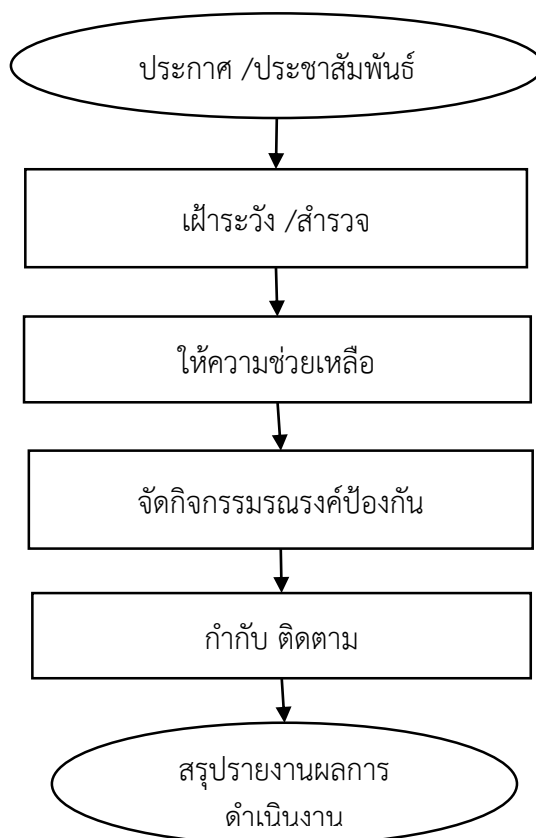 ประกาศ /ประชาสัมพันธ์
เฝ้าระวัง /สำรวจ
ให้ความช่วยเหลือ
จัดกิจกรรมรณรงค์ป้องกัน
กำกับ ติดตาม
สรุปรายงานผลการ
ดำเนินงาน